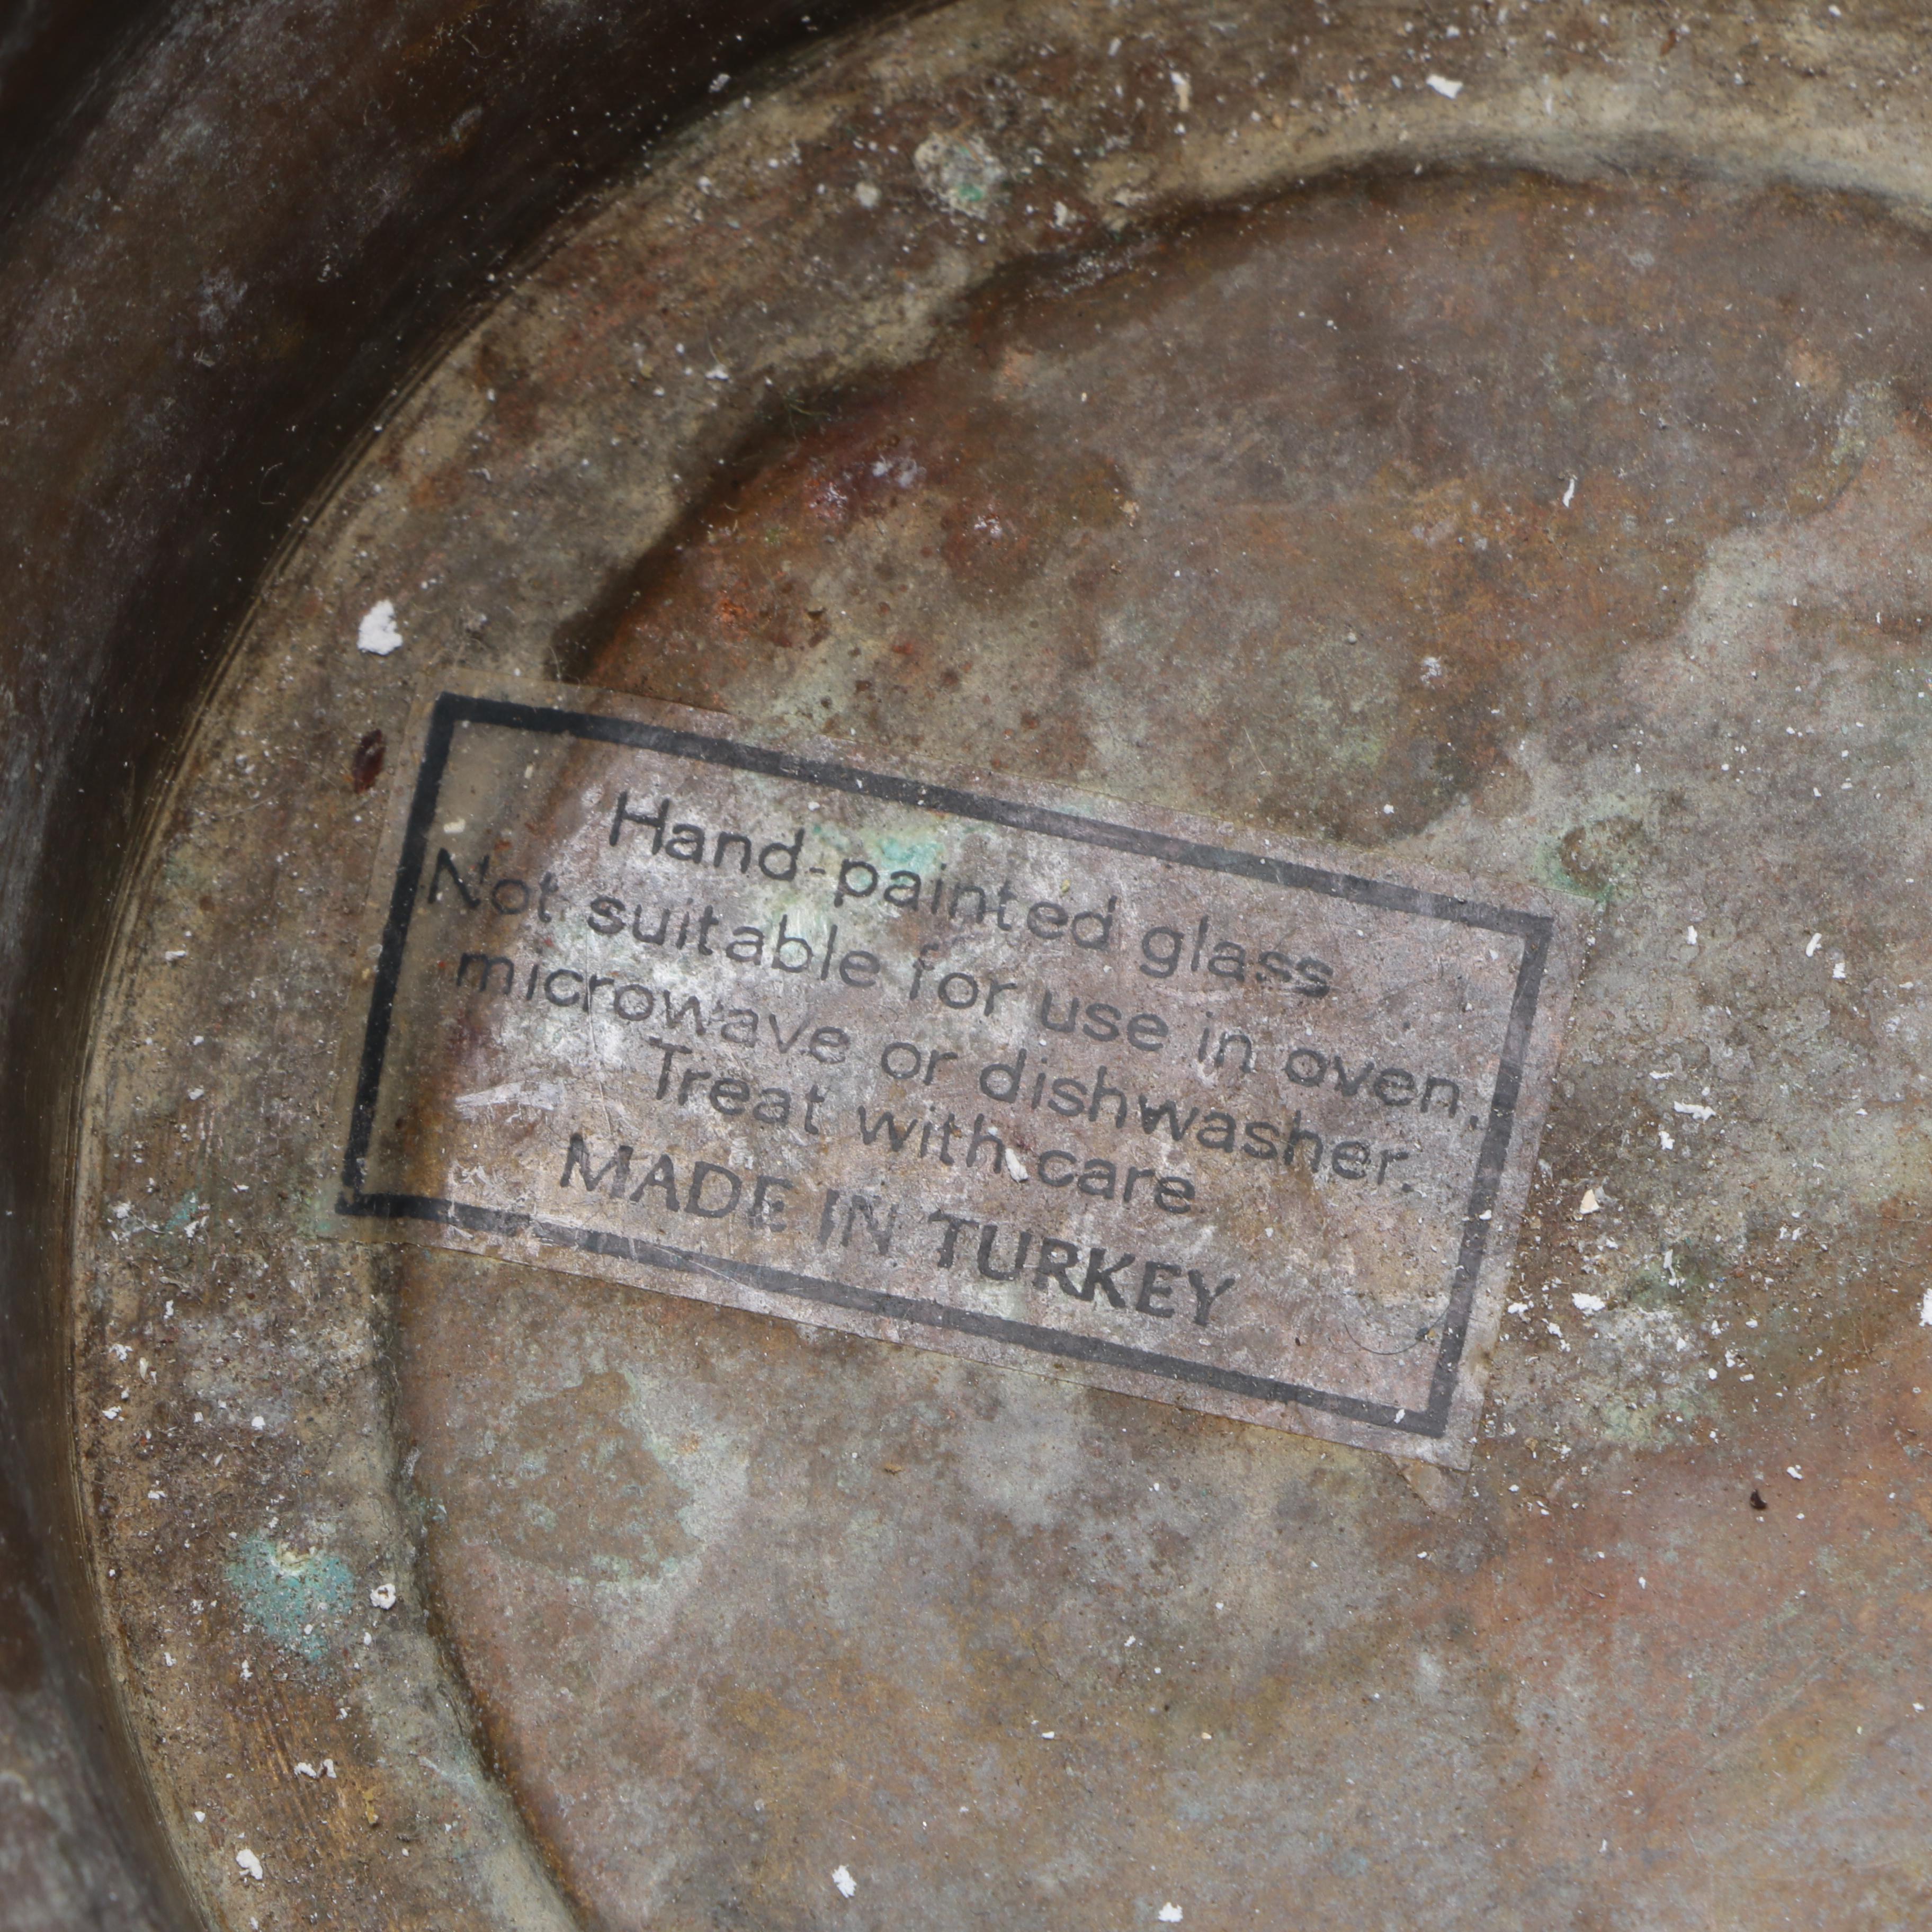 Hand-painted glass
Not suitable for use in oven,
microwave or dishwasher.
Treat with care
MADE IN TURKEY